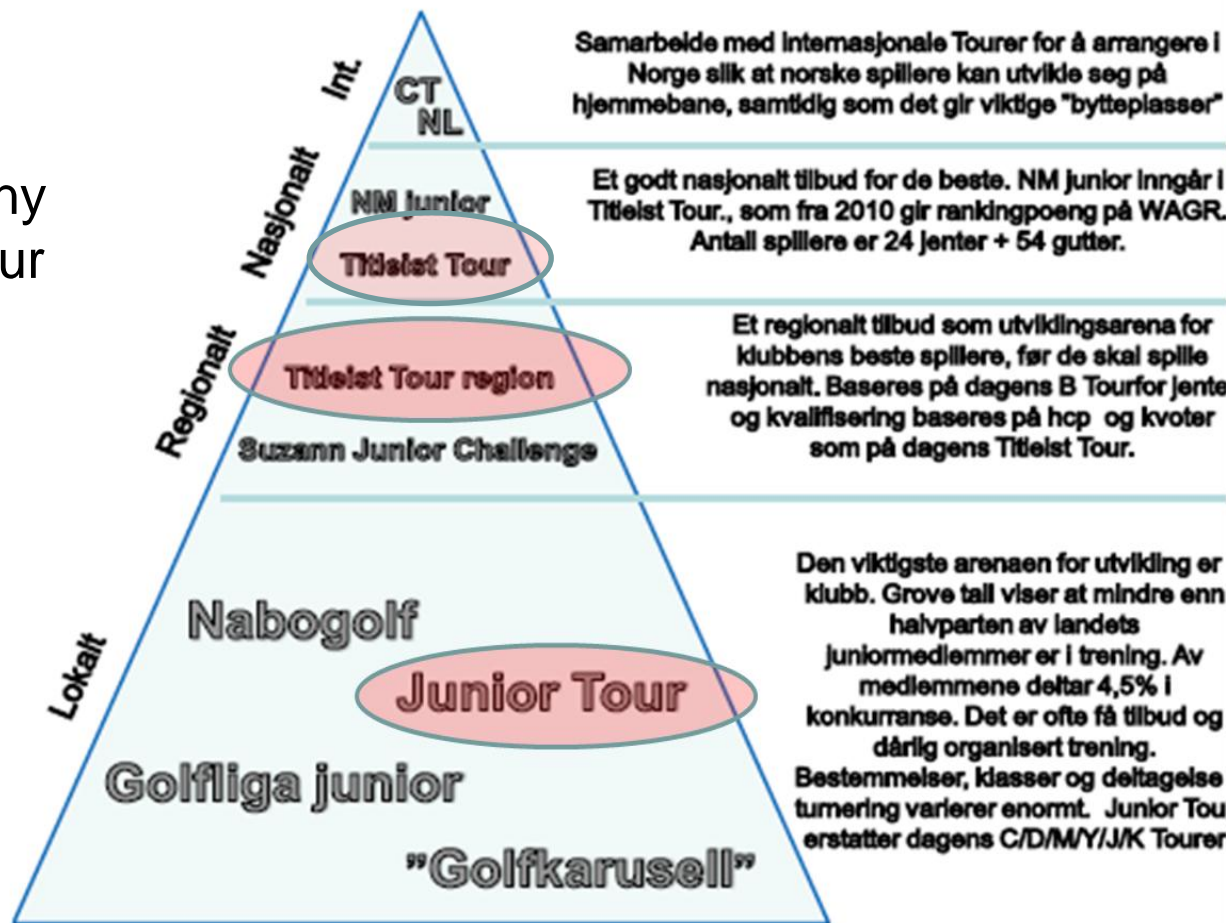 ny
ur
Int.
CT
NL
Samarbeide med Internasjonale Tourer for å arrangere i
Norge slik at norske spillere kan utvikle seg på
hjemmebane, samtidig som det gir viktige "bytteplasser"
Nasjonalt
NM junior
Titleist Tour
Et godt nasjonalt tilbud for de beste. NM junior inngår i
Titleist Tour., som fra 2010 gir rankingpoeng på WAGR.
Antall spillere er 24 jenter + 54 gutter.
Regionalt
Titleist Tour region
Suzann Junior Challenge
Et regionalt tilbud som utviklingsarena for
klubbens beste spillere, før de skal spille
nasjonalt. Baseres på dagens B Tourfor jente
og kvalifisering baseres på hcp og kvoter
som på dagens Titleist Tour.
Lokalt
Nabogolf
Junior Tour
Golfliga junior
"Golfkarusell"
Den viktigste arenaen for utvikling er
klubb. Grove tall viser at mindre enn
halvparten av landets
juniormedlemmer er i trening. Av
medlemmene deltar 4,5% i
konkurranse. Det er ofte få tilbud og
dårlig organisert trening.
Bestemmelser, klasser og deltagelse
turnering varierer enormt. Junior Tou
erstatter dagens C/D/M/Y/J/K Tourer